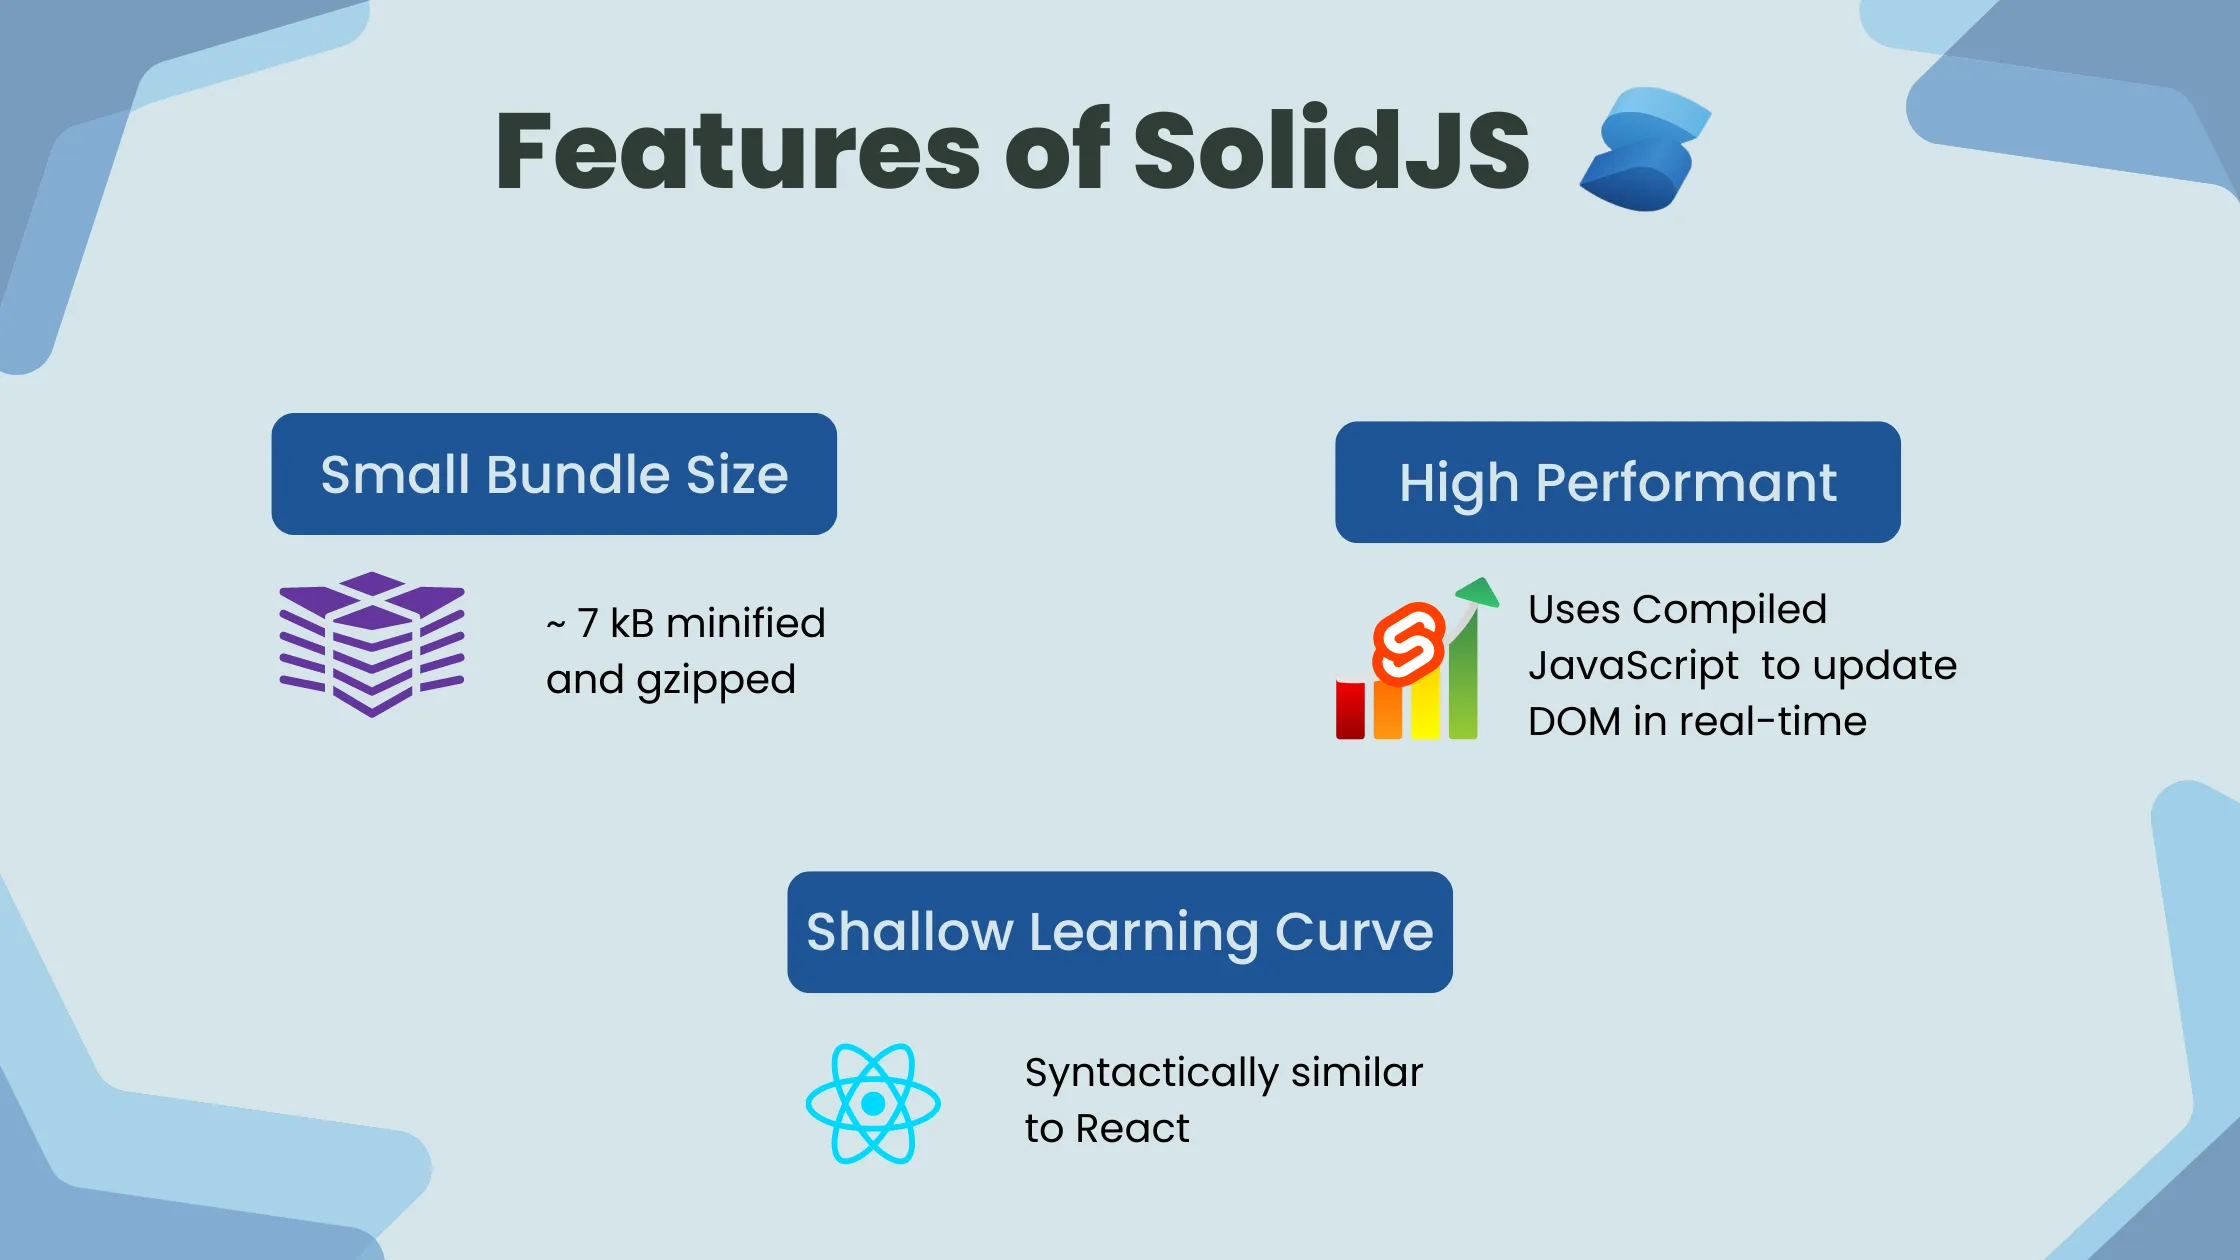 Features of SolidJS
Small Bundle Size
~ 7 kB minified
and gzipped
High Performant
Uses Compiled
JavaScript  to update
DOM in real-time
Shallow Learning Curve
Syntactically similar
to React